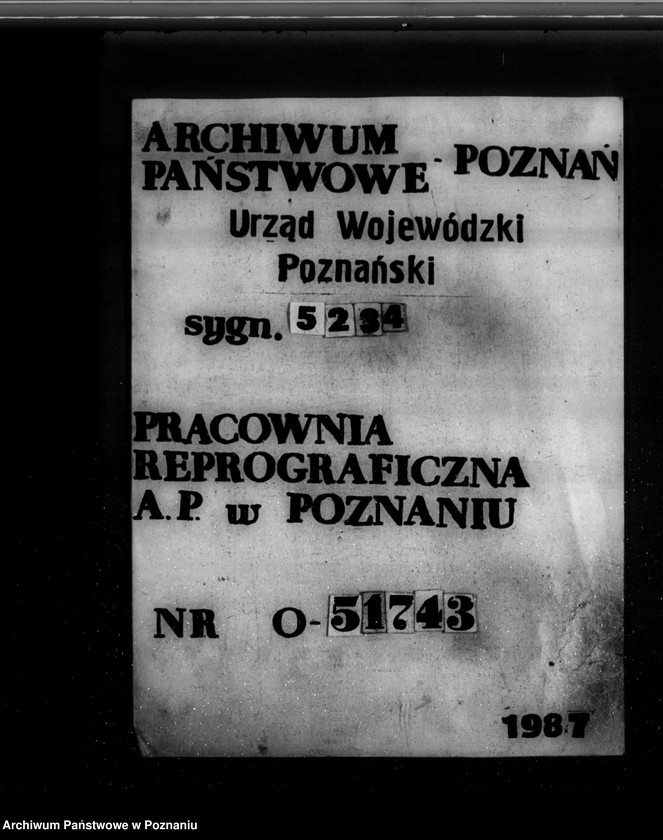 ARCHIWUM
PAŃSTWOWE - POZNAŃ
Urząd Wojewódzki
Poznański
sygn. 5234
PRACOWNIA
REPROGRAFICZNA
A.P. w POZNANIU
NR O-51743
1987
Archiwum Państwowe w Poznaniu